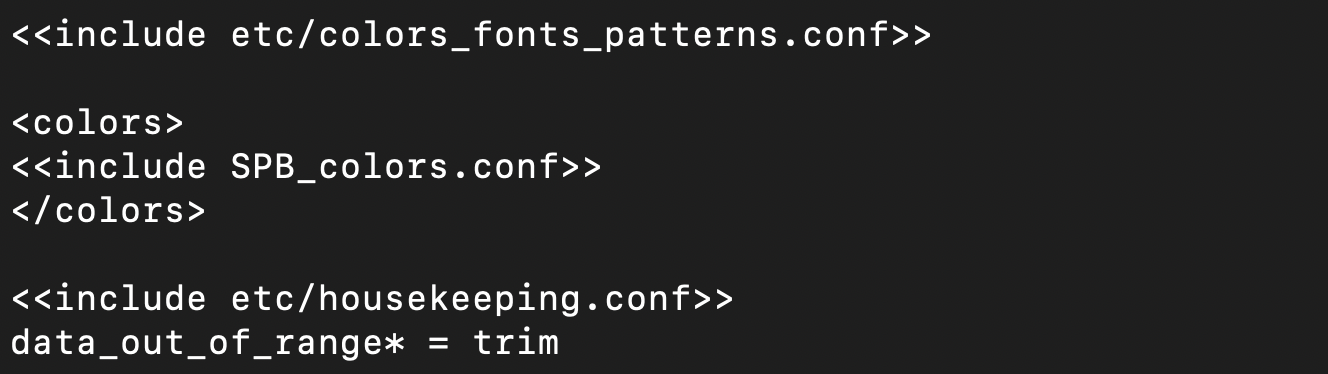 <<include etc/colors_fonts_patterns.conf>>
<colors>
<<include SPB_colors.conf>>
</colors>
<<include etc/housekeeping.conf>>
data_out_of_range* = trim